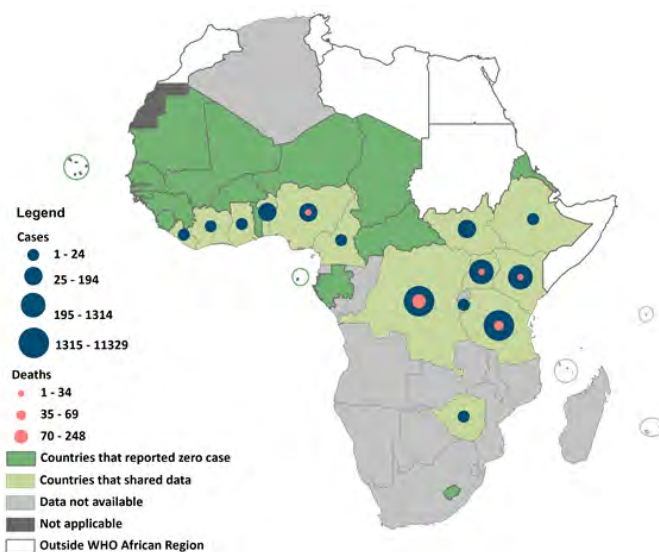 Legend
Cases
1 - 24
25 - 194
195 - 1314
1315 - 11329
Deaths
1 - 34
35 - 69
70 - 248
Countries that reported zero case
Countries that shared data
Data not available
Not applicable
Outside WHO African Region